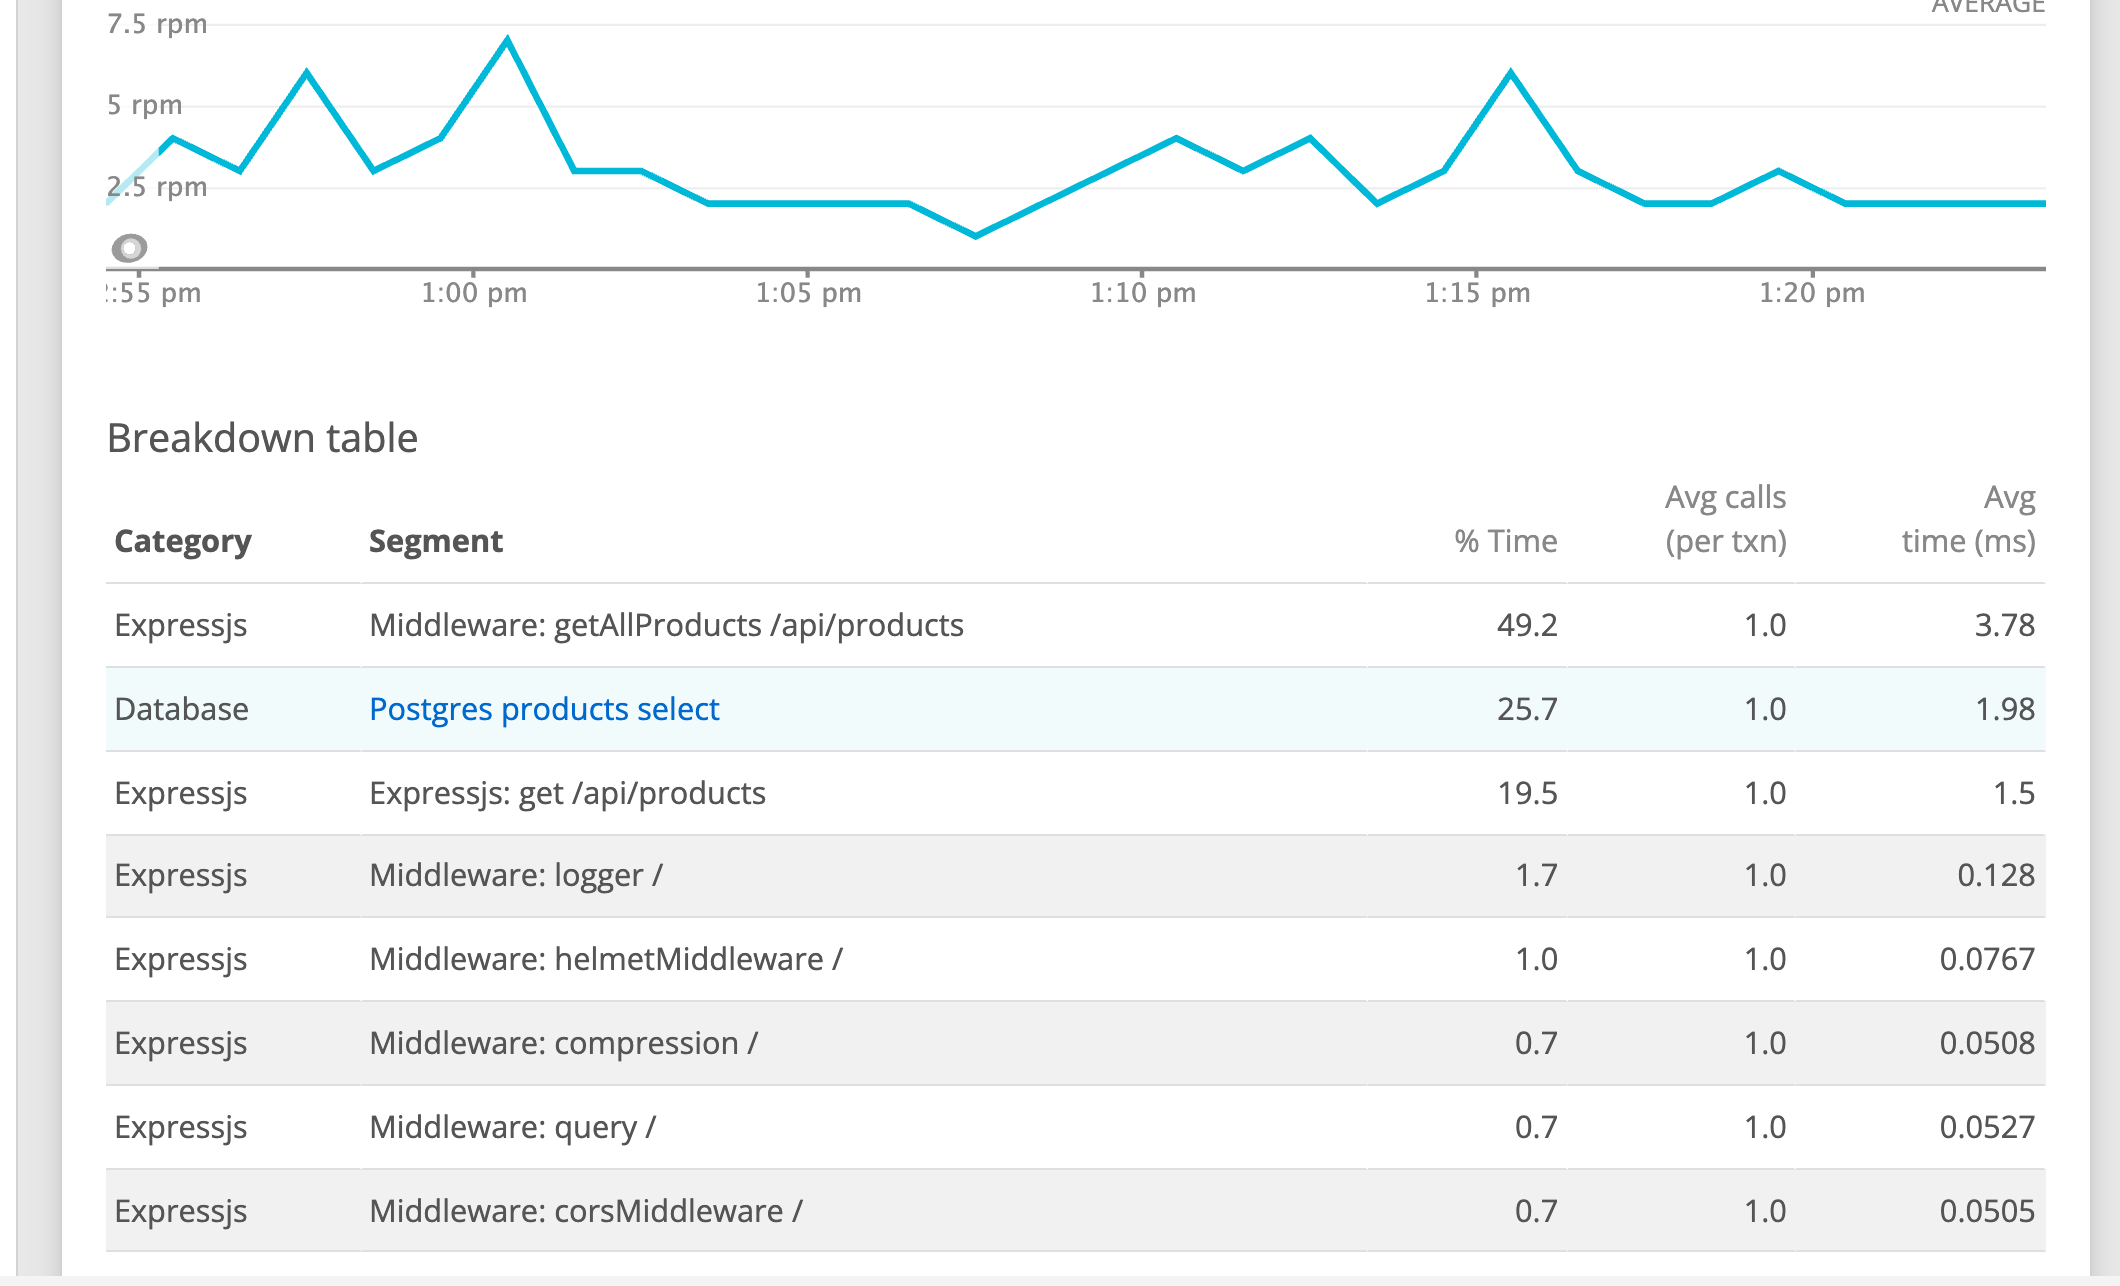 AVERAGE
7.5 rpm
5 rpm
2.5 rpm
:55 pm 1:00 pm 1:05 pm 1:10 pm 1:15 pm 1:20 pm
Breakdown table
Category Segment % Time Avg calls (per txn) Avg time (ms)
Expressjs Middleware: getAllProducts /api/products 49.2 1.0 3.78
Database Postgres products select 25.7 1.0 1.98
Expressjs Expressjs: get /api/products 19.5 1.0 1.5
Expressjs Middleware: logger / 1.7 1.0 0.128
Expressjs Middleware: helmetMiddleware / 1.0 1.0 0.0767
Expressjs Middleware: compression / 0.7 1.0 0.0508
Expressjs Middleware: query / 0.7 1.0 0.0527
Expressjs Middleware: corsMiddleware / 0.7 1.0 0.0505